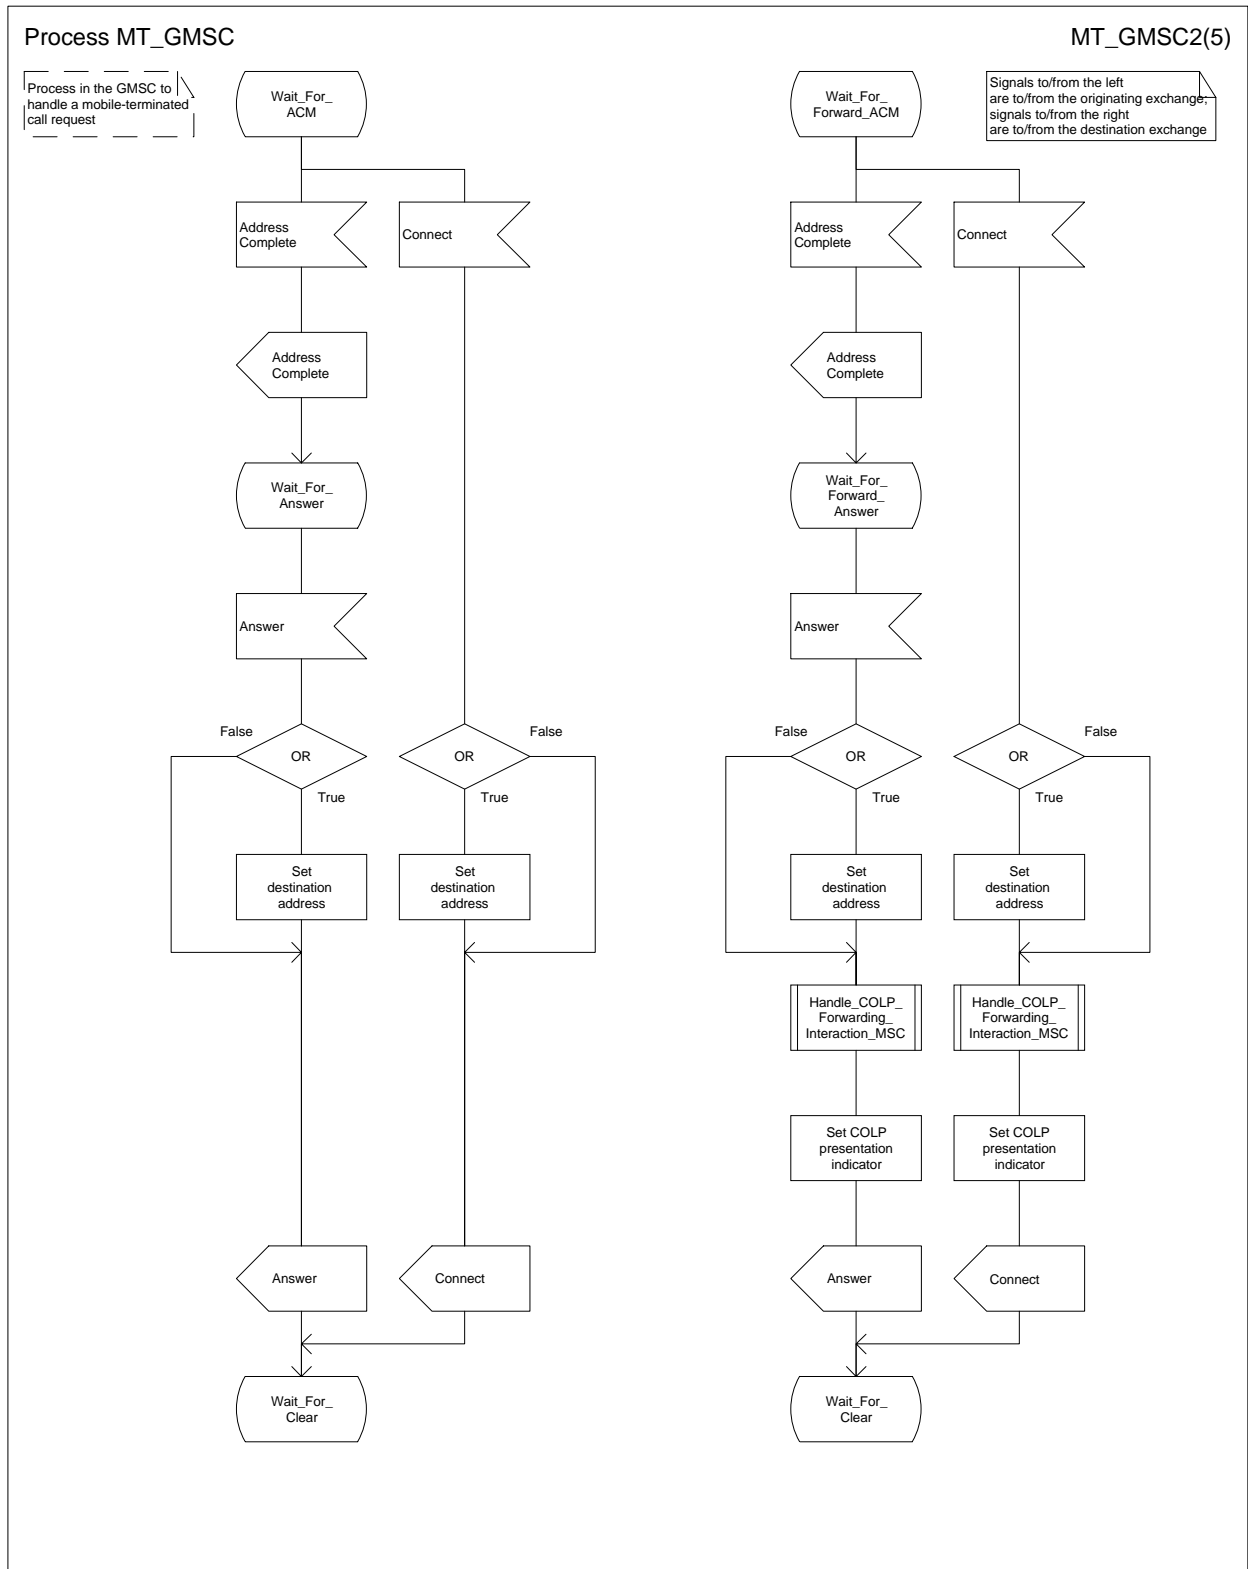 Process MT_GMSC
MT_GMSC2(5)
Process in the GMSC to
handle a mobile-terminated
call request
Signals to/from the left
are to/from the originating exchange;
signals to/from the right
are to/from the destination exchange
Wait_For_
ACM
Wait_For_
Forward_ACM
Address
Complete
Connect
Address
Complete
Connect
Address
Complete
Address
Complete
Wait_For_
Answer
Wait_For_
Forward_
Answer
Answer
Answer
False
OR
True
OR
False
True
False
OR
True
OR
False
True
Set
destination
address
Set
destination
address
Set
destination
address
Set
destination
address
Handle_COLP_
Forwarding_
Interaction_MSC
Handle_COLP_
Forwarding_
Interaction_MSC
Set COLP
presentation
indicator
Set COLP
presentation
indicator
Answer
Connect
Answer
Connect
Wait_For_
Clear
Wait_For_
Clear